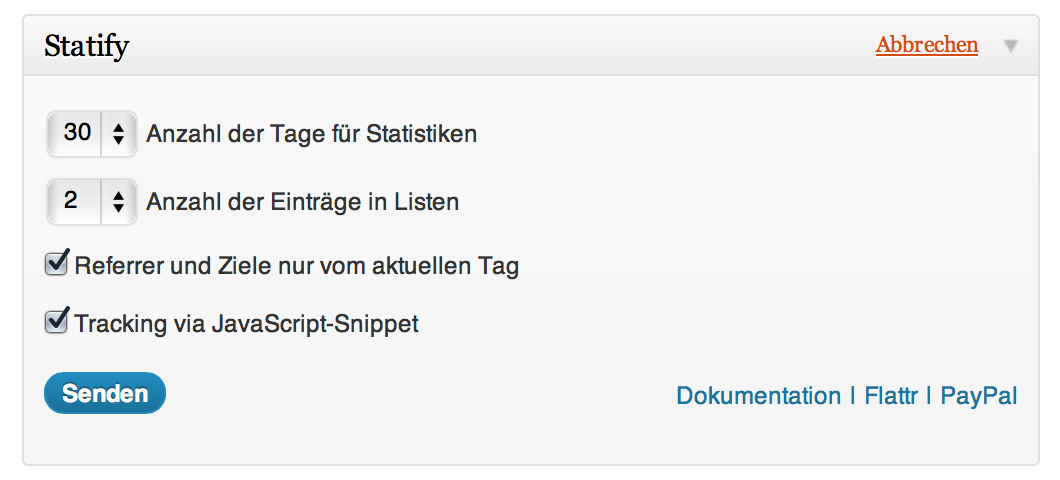 Statify Abbrechen
30 Anzahl der Tage für Statistiken
2 Anzahl der Einträge in Listen
Referrer und Ziele nur vom aktuellen Tag
Tracking via JavaScript-Snippet
Senden Dokumentation | Flattr | PayPal